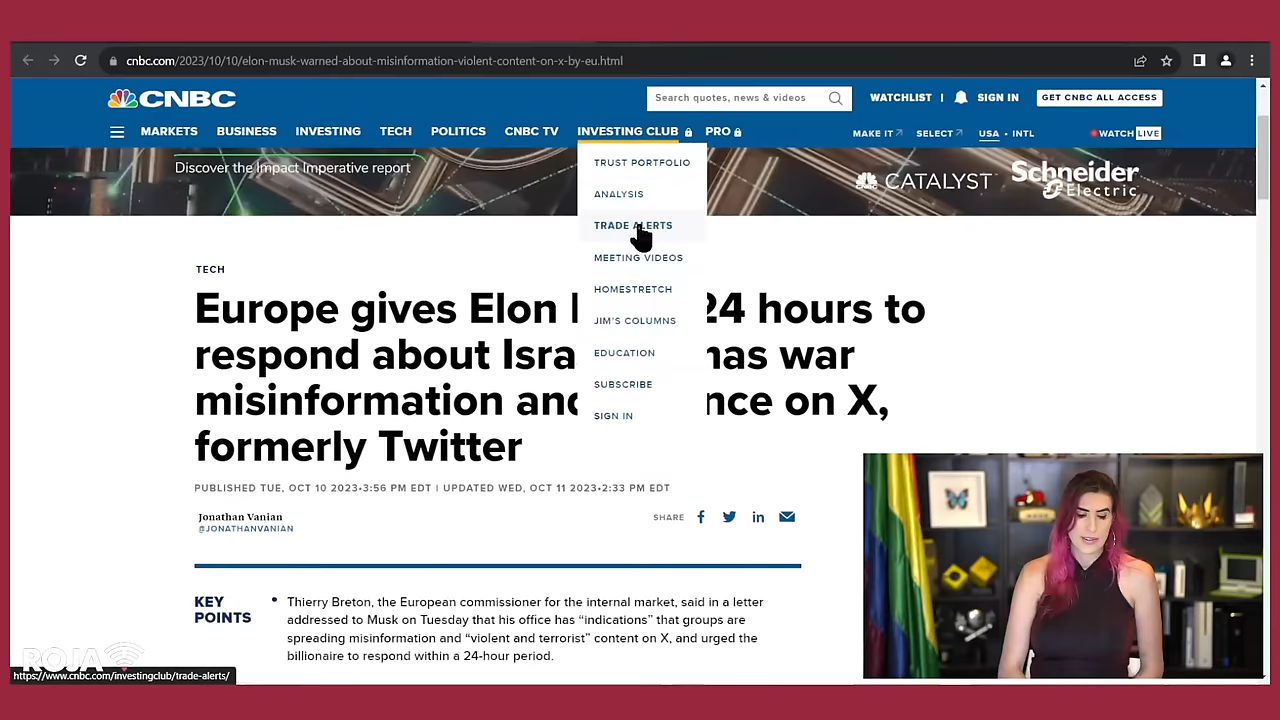 cnbc.com/2023/10/10/elon-musk-warned-about-misinformation-violent-content-on-x-by-eu.html
CNBC
Search quotes, news & videos
WATCHLIST |
SIGN IN
GET CNBC ALL ACCESS
MARKETS BUSINESS INVESTING TECH POLITICS CNBC TV INVESTING CLUB PRO
MAKE IT SELECT USA • INTL WATCH LIVE
Discover the Impact Imperative report
CATALYST
Schneider
Electric
TRUST PORTFOLIO
ANALYSIS
TRADE ALERTS
MEETING VIDEOS
HOMESTRETCH
JIM'S COLUMNS
EDUCATION
SUBSCRIBE
SIGN IN
TECH
Europe gives Elon 24 hours to
respond about Isra has war
misinformation and nce on X,
formerly Twitter
PUBLISHED TUE, OCT 10 2023•3:56 PM EDT | UPDATED WED, OCT 11 2023•2:33 PM EDT
Jonathan Vanian
@JONATHANVANIAN
SHARE
KEY
POINTS
• Thierry Breton, the European commissioner for the internal market, said in a letter
addressed to Musk on Tuesday that his office has “indications” that groups are
spreading misinformation and “violent and terrorist” content on X, and urged the
billionaire to respond within a 24-hour period.
ROJA
https://www.cnbc.com/investingclub/trade-alerts/